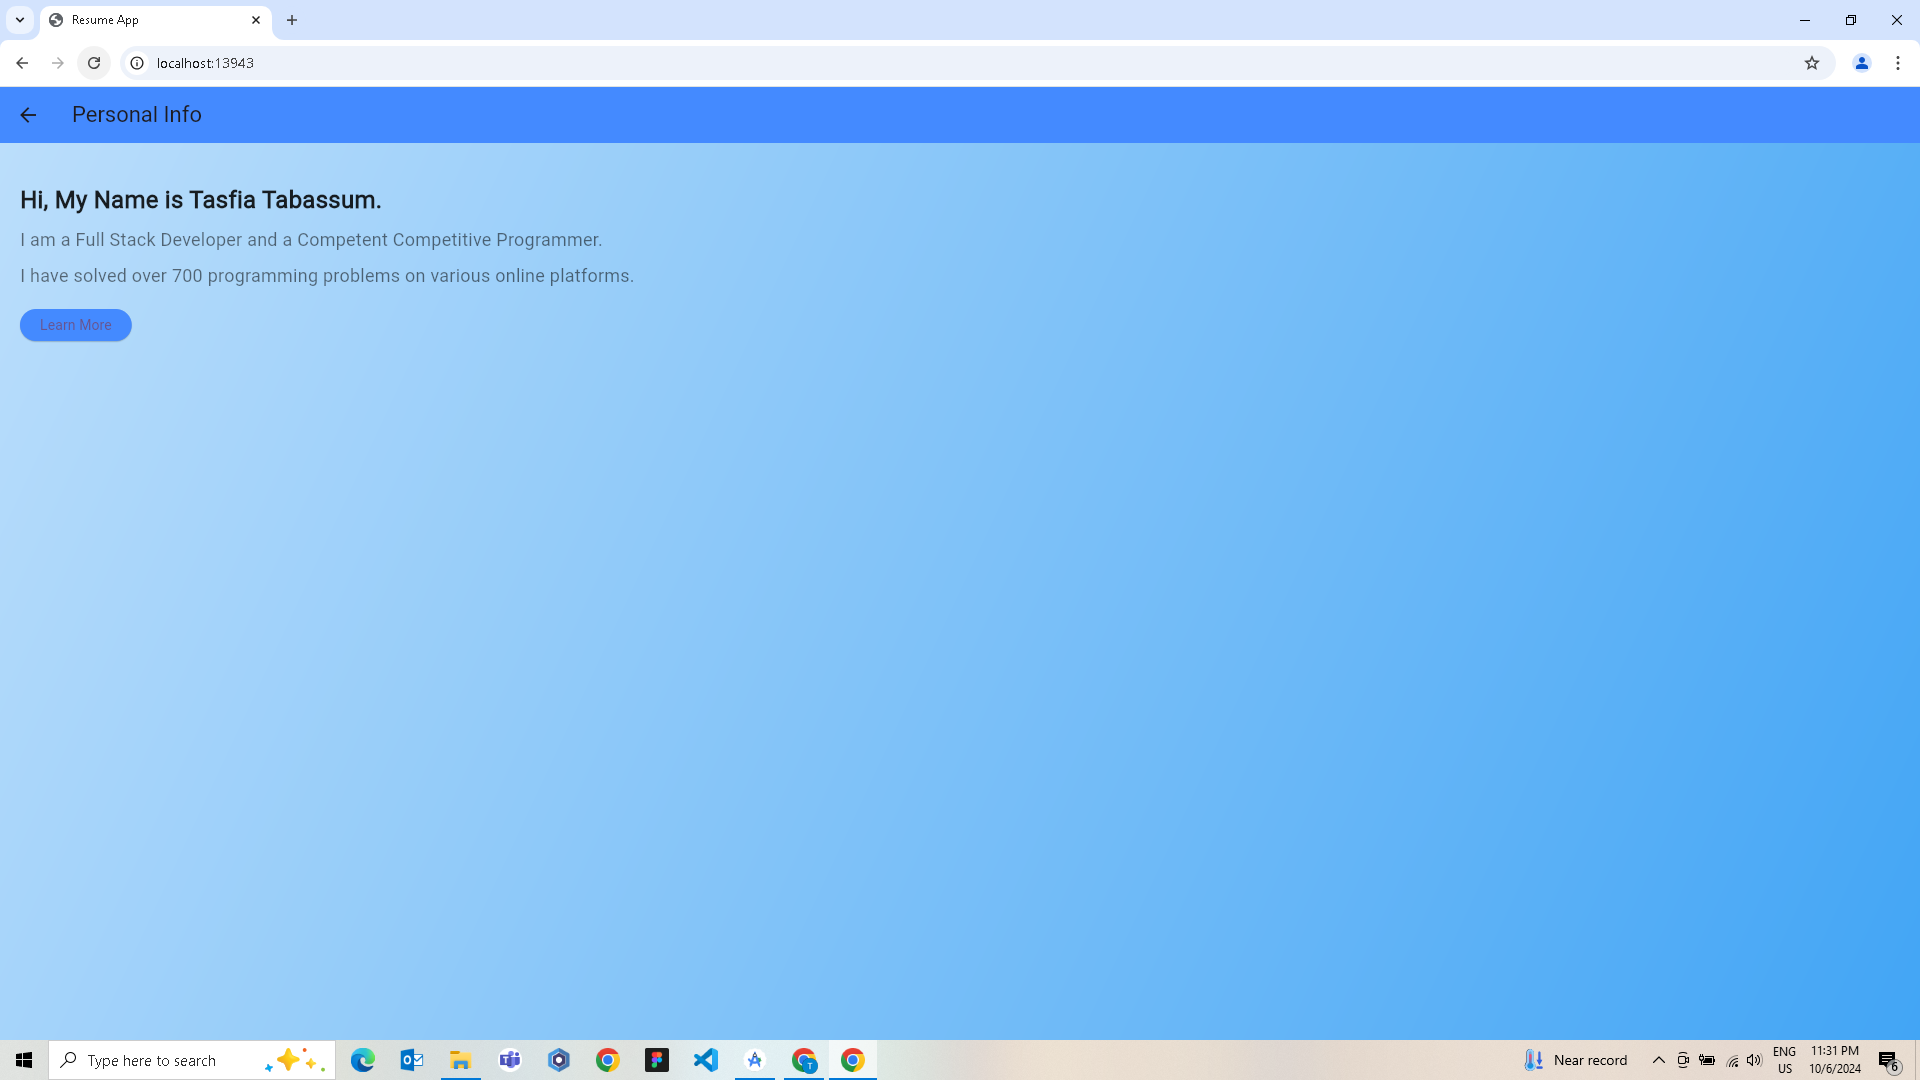 Resume App
localhost:13943
Personal Info
Hi, My Name is Tasfia Tabassum.
I am a Full Stack Developer and a Competent Competitive Programmer.
I have solved over 700 programming problems on various online platforms.
Learn More
Type here to search
T
Near record
ENG
US
11:31 PM
10/6/2024
6